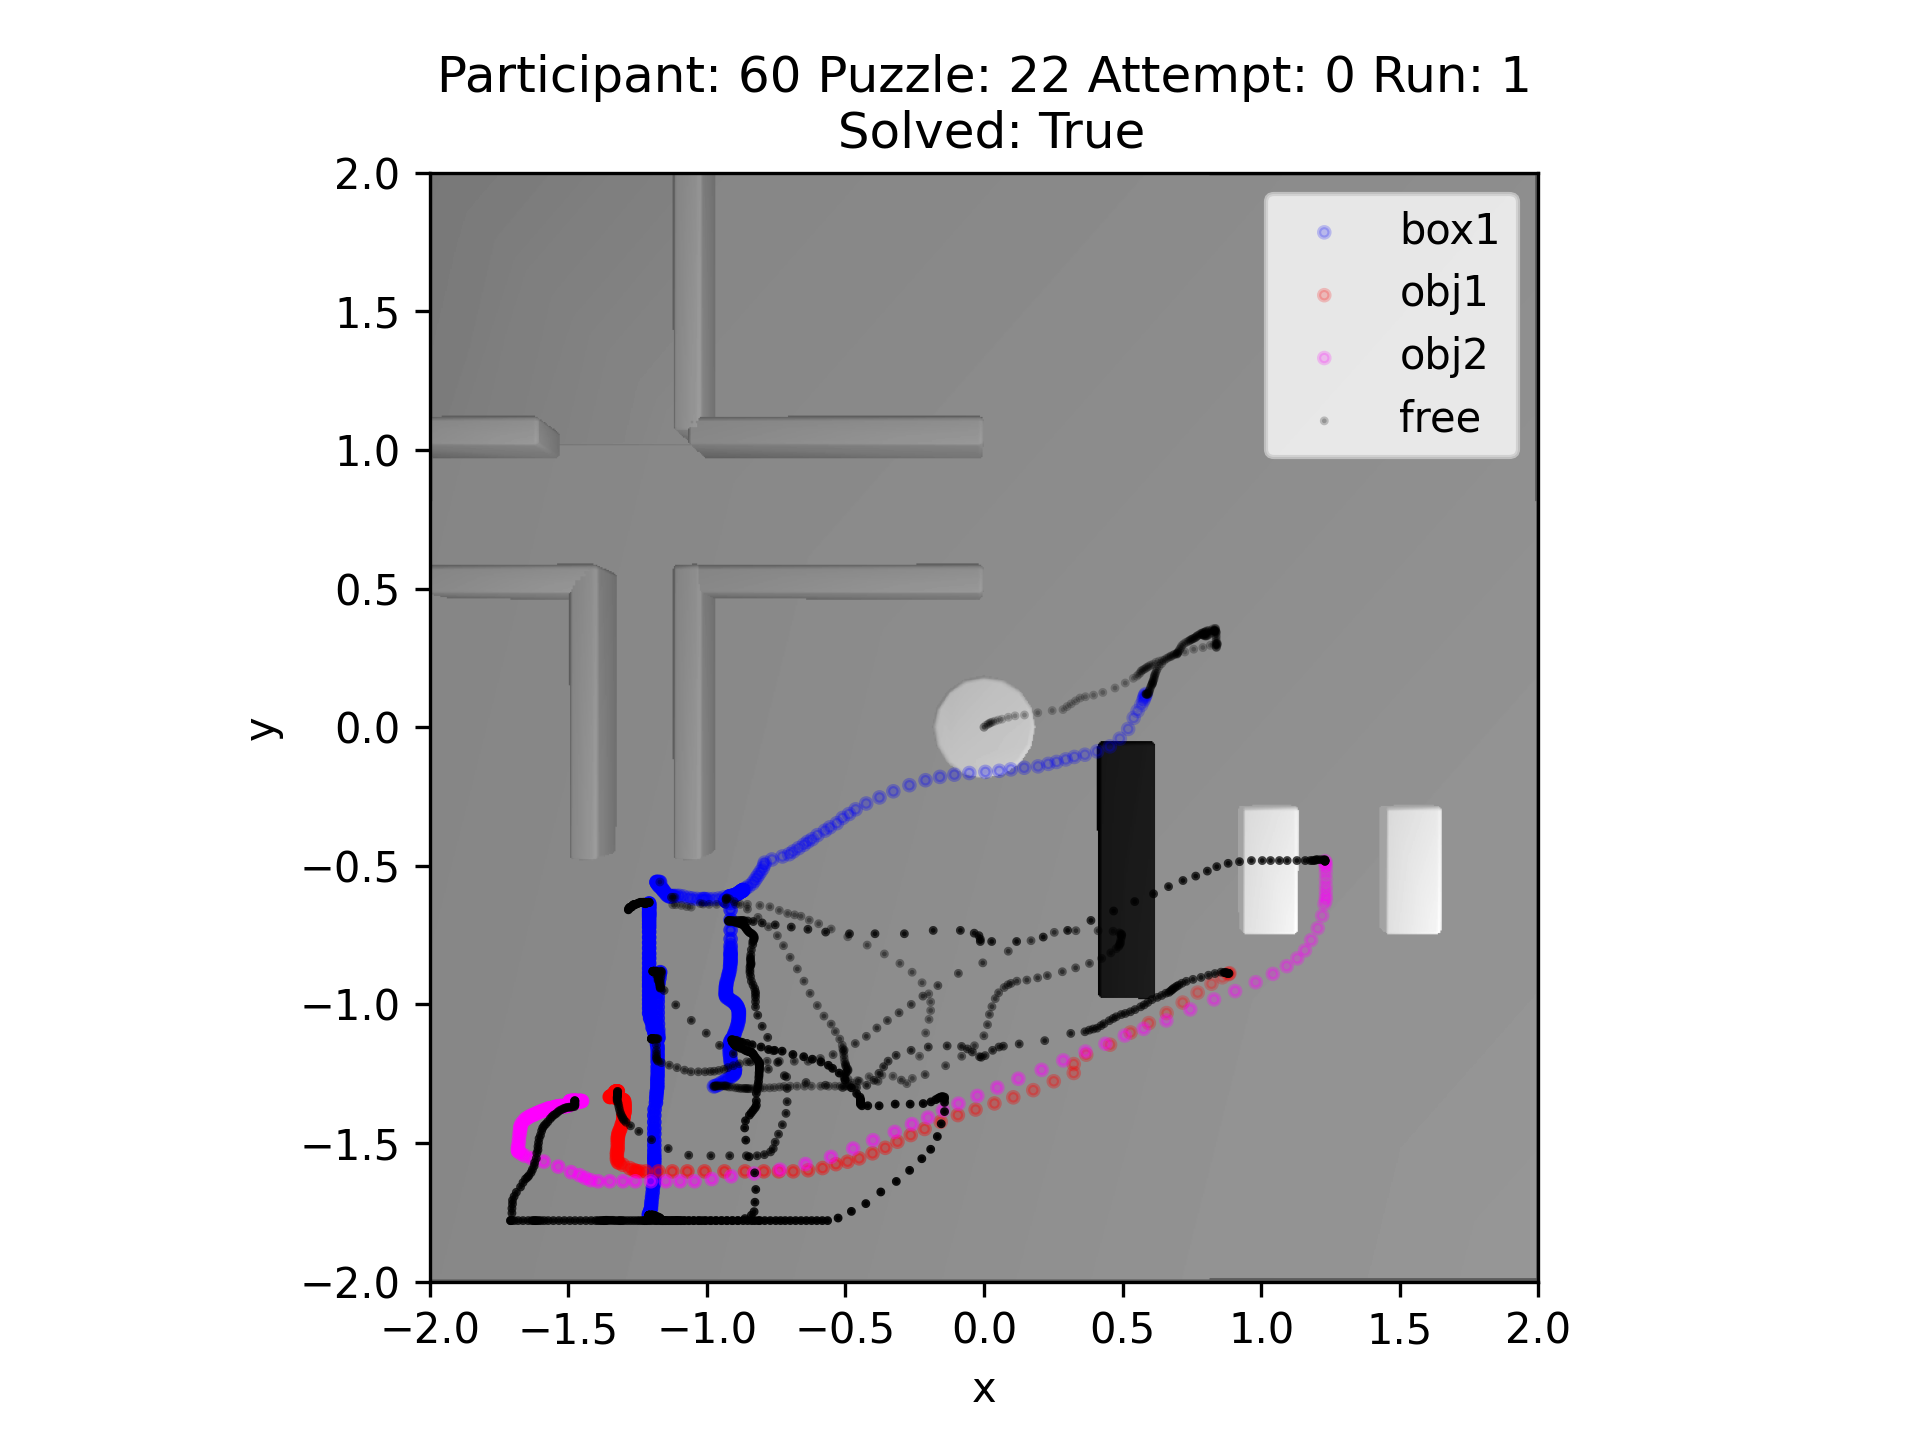 Participant: 60 Puzzle: 22 Attempt: 0 Run: 1
Solved: True
2.0
1.5
1.0
0.5
0.0
−0.5
−1.0
−1.5
−2.0
y
box1
obj1
obj2
free
−2.0 −1.5 −1.0 −0.5 0.0 0.5 1.0 1.5 2.0
x